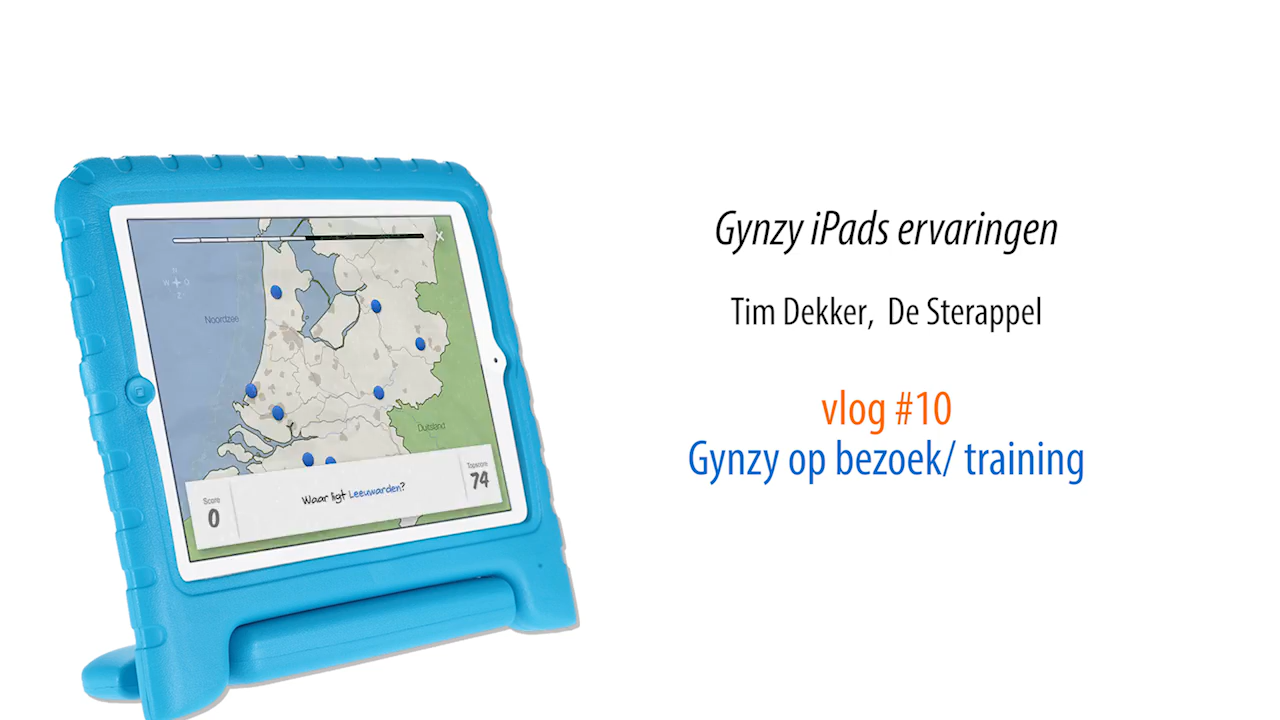 Gynzy iPads ervaringen
Tim Dekker, De Sterappel
vlog #10
Gynzy op bezoek/ training
X
N
W O
Z
Noordzee
Duitsland
Score
0
Waar ligt Leeuwarden?
Topscore
74